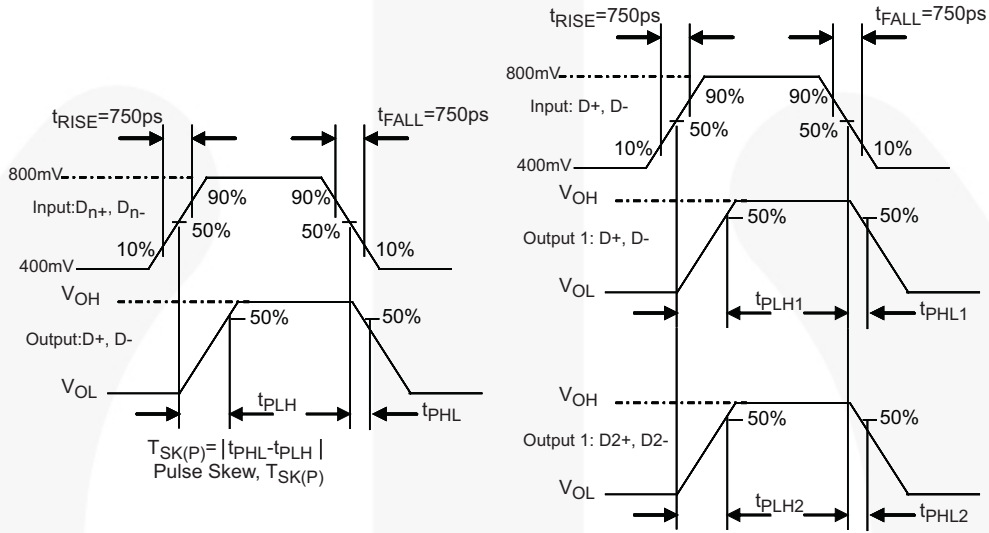 tRISE=750ps
tFALL=750ps
800mV
Input:Dn+, Dn-
90%
90%
50%
50%
10%
10%
400mV
VOH
50%
50%
Output:D+, D-
VOL
tPLH
tPHL
TSK(P)= |tPHL-tPLH |
Pulse Skew, TSK(P)
tRISE=750ps
tFALL=750ps
800mV
Input: D+, D-
90%
90%
50%
50%
10%
10%
400mV
VOH
50%
50%
Output 1: D+, D-
VOL
tPLH1
tPHL1
VOH
50%
50%
Output 1: D2+, D2-
VOL
tPLH2
tPHL2